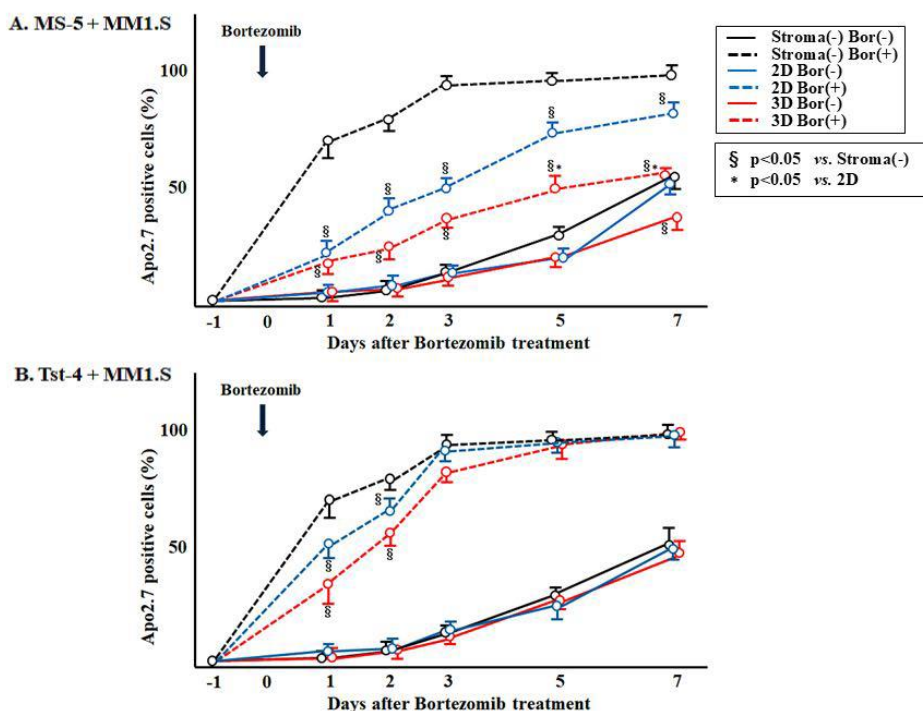 A. MS-5 + MM1.S
Bortezomib
Stroma(-) Bor(-)
Stroma(-) Bor(+)
2D Bor(-)
2D Bor(+)
3D Bor(-)
3D Bor(+)
§ p<0.05 vs. Stroma(-)
* p<0.05 vs. 2D
Apo2.7 positive cells (%)
100
§
§
§
§*
§*
§
§
§
§
§
§
50
-1 0 1 2 3 5 7
Days after Bortezomib treatment
B. Tst-4 + MM1.S
Bortezomib
Apo2.7 positive cells (%)
100
§
§
§
§
50
-1 0 1 2 3 5 7
Days after Bortezomib treatment